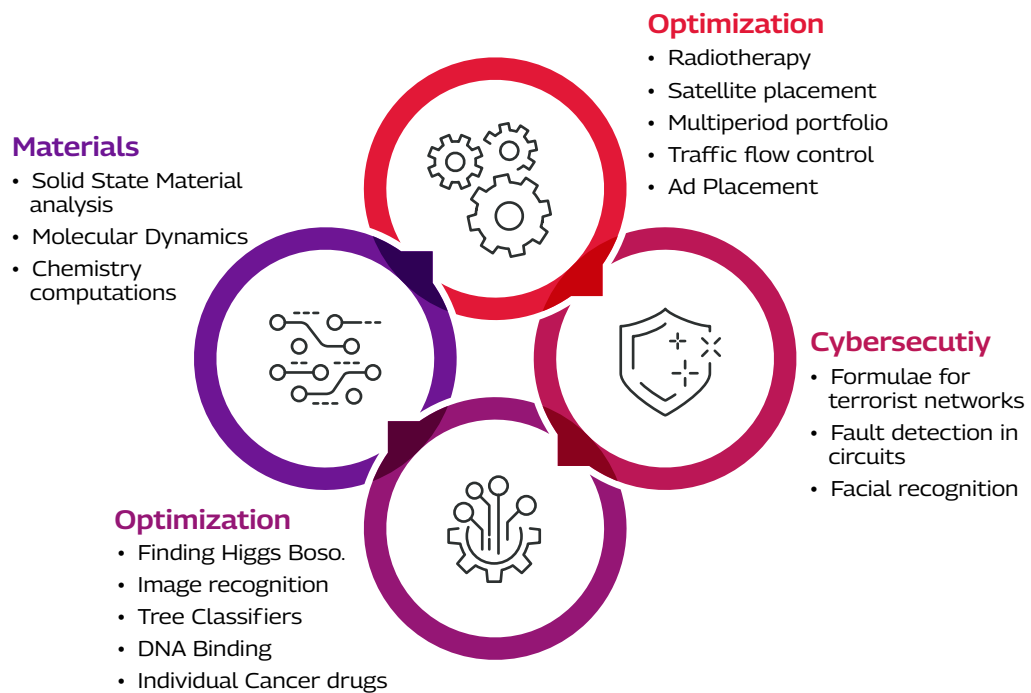 Optimization
• Radiotherapy
• Satellite placement
• Multiperiod portfolio
• Traffic flow control
• Ad Placement
Materials
• Solid State Material
analysis
• Molecular Dynamics
• Chemistry
computations
Cybersecutiy
• Formulae for
terrorist networks
• Fault detection in
circuits
• Facial recognition
Optimization
• Finding Higgs Boso.
• Image recognition
• Tree Classifiers
• DNA Binding
• Individual Cancer drugs